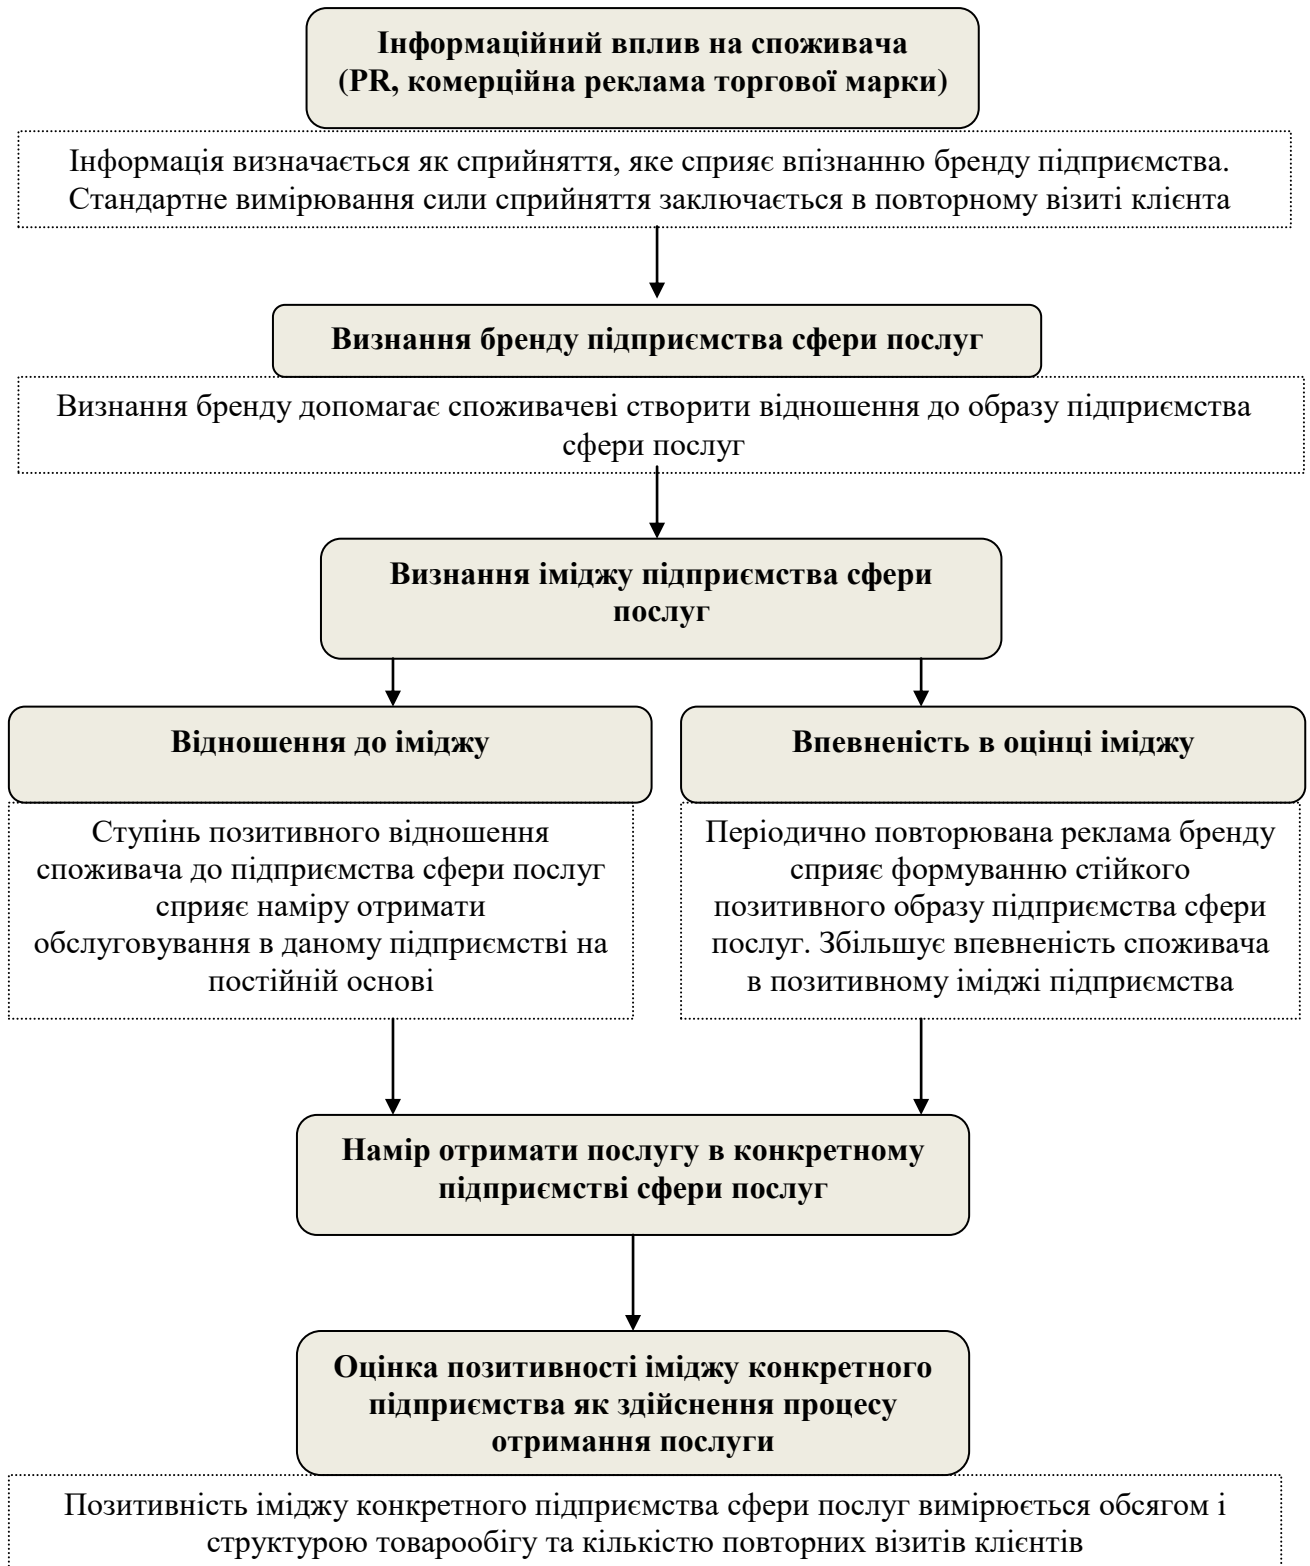 Інформаційний вплив на споживача
(PR, комерційна реклама торгової марки)
Інформація визначається як сприйняття, яке сприяє впізнанню бренду підприємства.
Стандартне вимірювання сили сприйняття заключається в повторному візиті клієнта
Визнання бренду підприємства сфери послуг
Визнання бренду допомагає споживачеві створити відношення до образу підприємства
сфери послуг
Визнання іміджу підприємства сфери
послуг
Відношення до іміджу
Ступінь позитивного відношення
споживача до підприємства сфери послуг
сприяє наміру отримати
обслуговування в даному підприємстві на
постійній основі
Впевненість в оцінці іміджу
Періодично повторювана реклама бренду
сприяє формуванню стійкого
позитивного образу підприємства сфери
послуг. Збільшує впевненість споживача
в позитивному іміджі підприємства
Намір отримати послугу в конкретному
підприємстві сфери послуг
Оцінка позитивності іміджу конкретного
підприємства як здійснення процесу
отримання послуги
Позитивність іміджу конкретного підприємства сфери послуг вимірюється обсягом і
структурою товарообігу та кількістю повторних візитів клієнтів